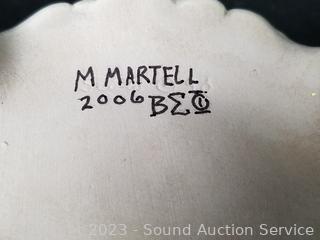 M MARTELL
2006 ΒΣΦ
2023 - Sound Auction Service